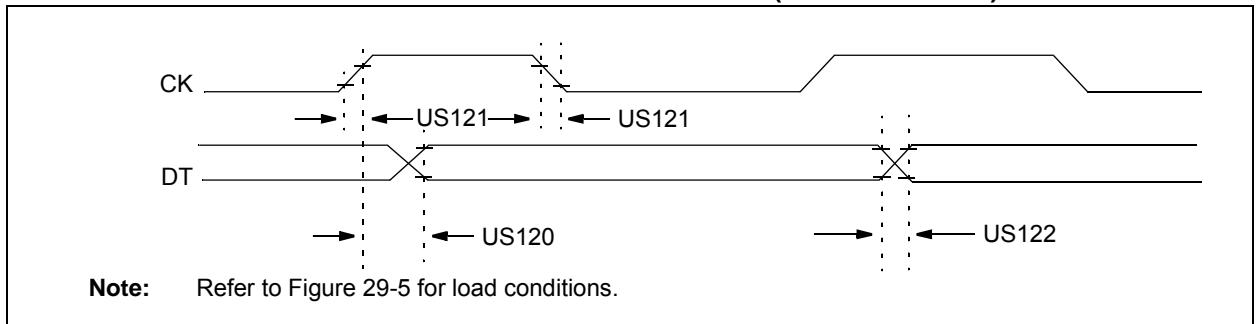 CK
US121 US121
DT
US120 US122
Note: Refer to Figure 29-5 for load conditions.